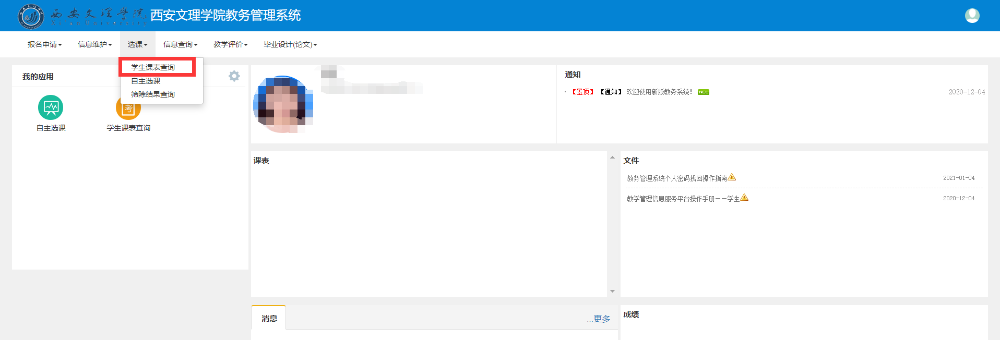 西安文理学院 西安文理学院教务管理系统
Xi'an University
报名申请 信息维护 选课 信息查询 教学评价 毕业设计(论文)
学生课表查询
自主选课
筛除结果查询
我的应用
考
自主选课 学生课表查询
通知
【置顶】 【通知】 欢迎使用新版教务系统! NEW 2020-12-04
课表
文件
教务管理系统个人密码找回操作指南 2021-01-04
教学管理信息服务平台操作手册——学生 2020-12-04
消息 ...更多
成绩